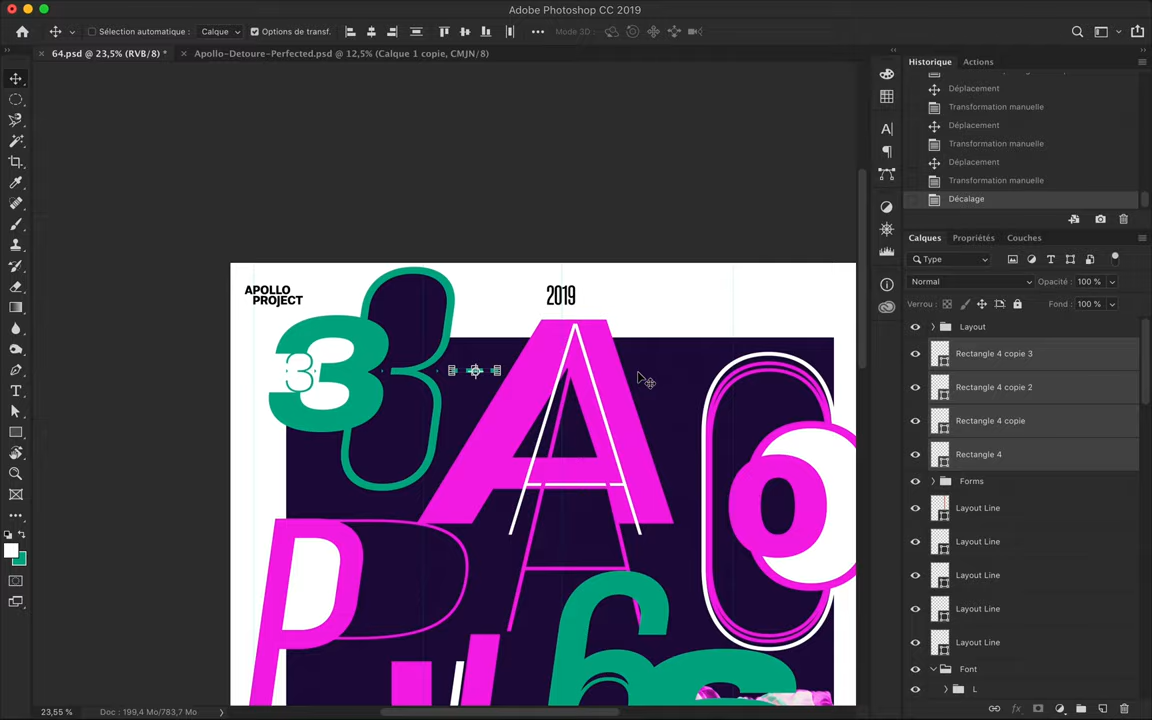 Adobe Photoshop CC 2019
Sélection automatique :
Calque
Options de transf.
Mode 3D :
64.psd @ 23,5% (RVB/8) *
Apollo-Detoure-Perfected.psd @ 12,5% (Calque 1 copie, CMJN/8)
Historique
Actions
Déplacement
Transformation manuelle
Déplacement
Transformation manuelle
Déplacement
Transformation manuelle
Décalage
Calques
Propriétés
Couches
Type
Normal
Opacité : 100 %
Verrou :
Fond : 100 %
Layout
Rectangle 4 copie 3
Rectangle 4 copie 2
Rectangle 4 copie
Rectangle 4
Forms
Layout Line
Layout Line
Layout Line
Layout Line
Layout Line
Font
L
APOLLO
PROJECT
2019
3
3
3
A
A
o
P
6
23,55 %
Doc : 199,4 Mo/783,7 Mo